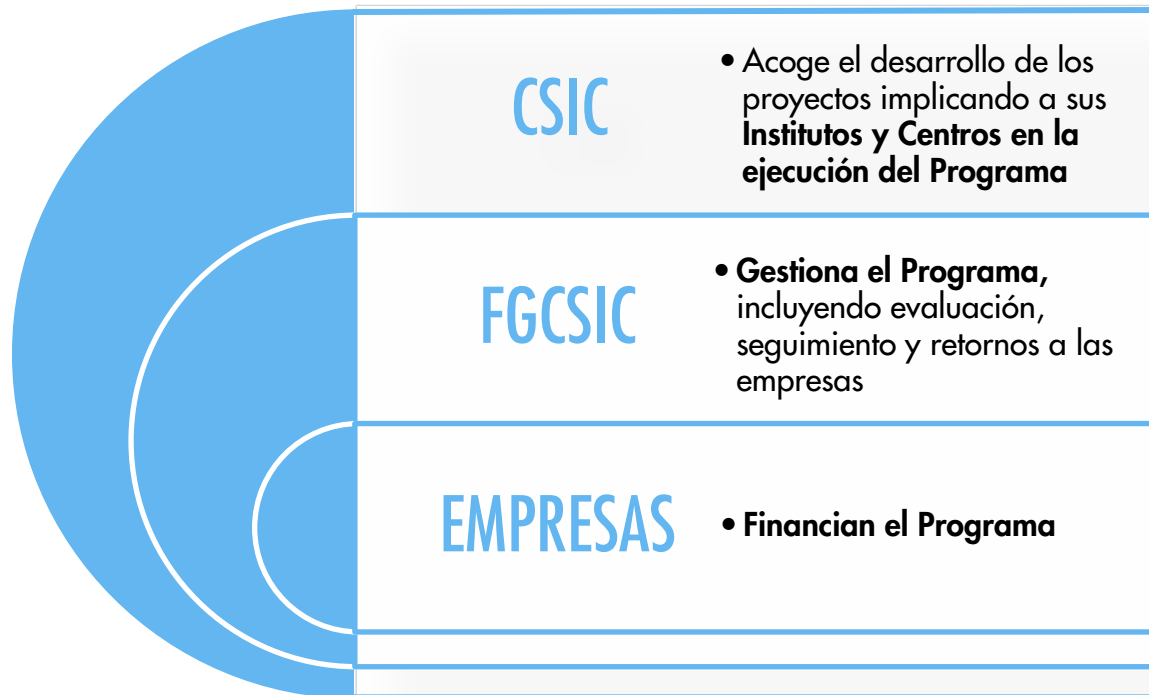 CSIC
• Acoge el desarrollo de los
proyectos implicando a sus
Institutos y Centros en la
ejecución del Programa
FGCSIC
• Gestiona el Programa,
incluyendo evaluación,
seguimiento y retornos a las
empresas
EMPRESAS
• Financian el Programa